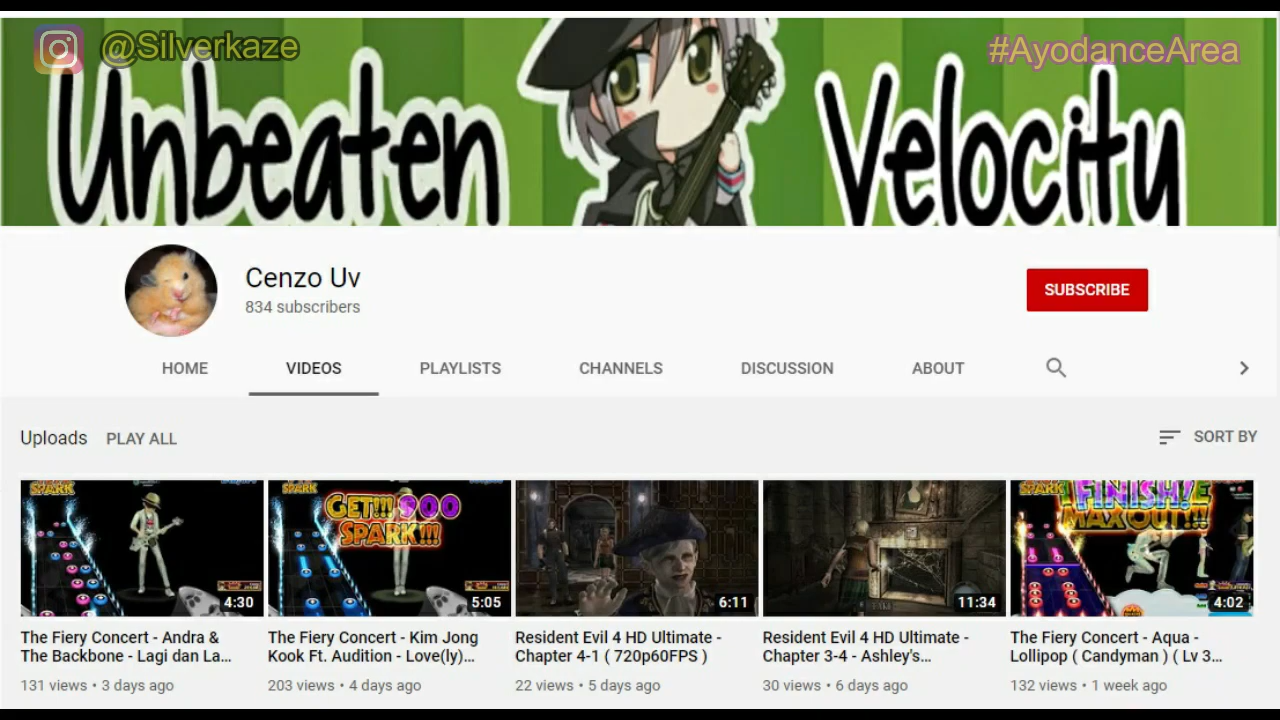 @Silverkaze
#AyodanceArea
Unbeaten Velocity
Cenzo Uv
834 subscribers
SUBSCRIBE
HOME VIDEOS PLAYLISTS CHANNELS DISCUSSION ABOUT
Uploads PLAY ALL
SORT BY
SPARK
4:30
SPARK
GET!!! 900
SPARK!!!
5:05
6:11
11:34
SPARK
FINISH!
MAX OUT!!!
4:02
The Fiery Concert - Andra &
The Backbone - Lagi dan La...
131 views • 3 days ago
The Fiery Concert - Kim Jong
Kook Ft. Audition - Love(ly)...
203 views • 4 days ago
Resident Evil 4 HD Ultimate -
Chapter 4-1 ( 720p60FPS )
22 views • 5 days ago
Resident Evil 4 HD Ultimate -
Chapter 3-4 - Ashley's...
30 views • 6 days ago
The Fiery Concert - Aqua -
Lollipop ( Candyman ) ( Lv 3...
132 views • 1 week ago